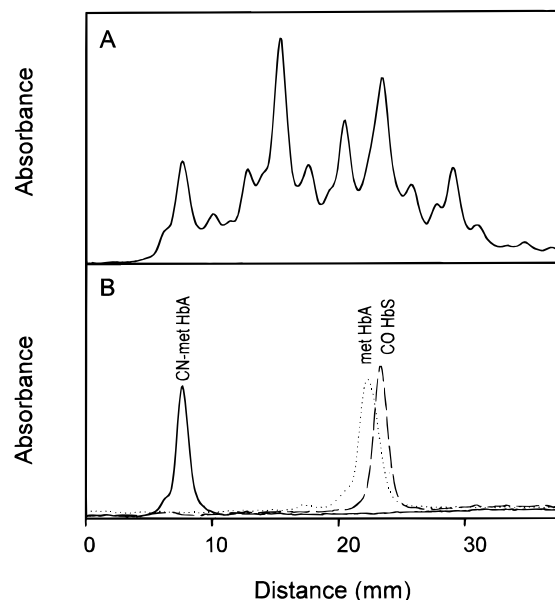 A
Absorbance
B
Absorbance
CN-met HbA
met HbA
CO HbS
0 10 20 30
Distance (mm)